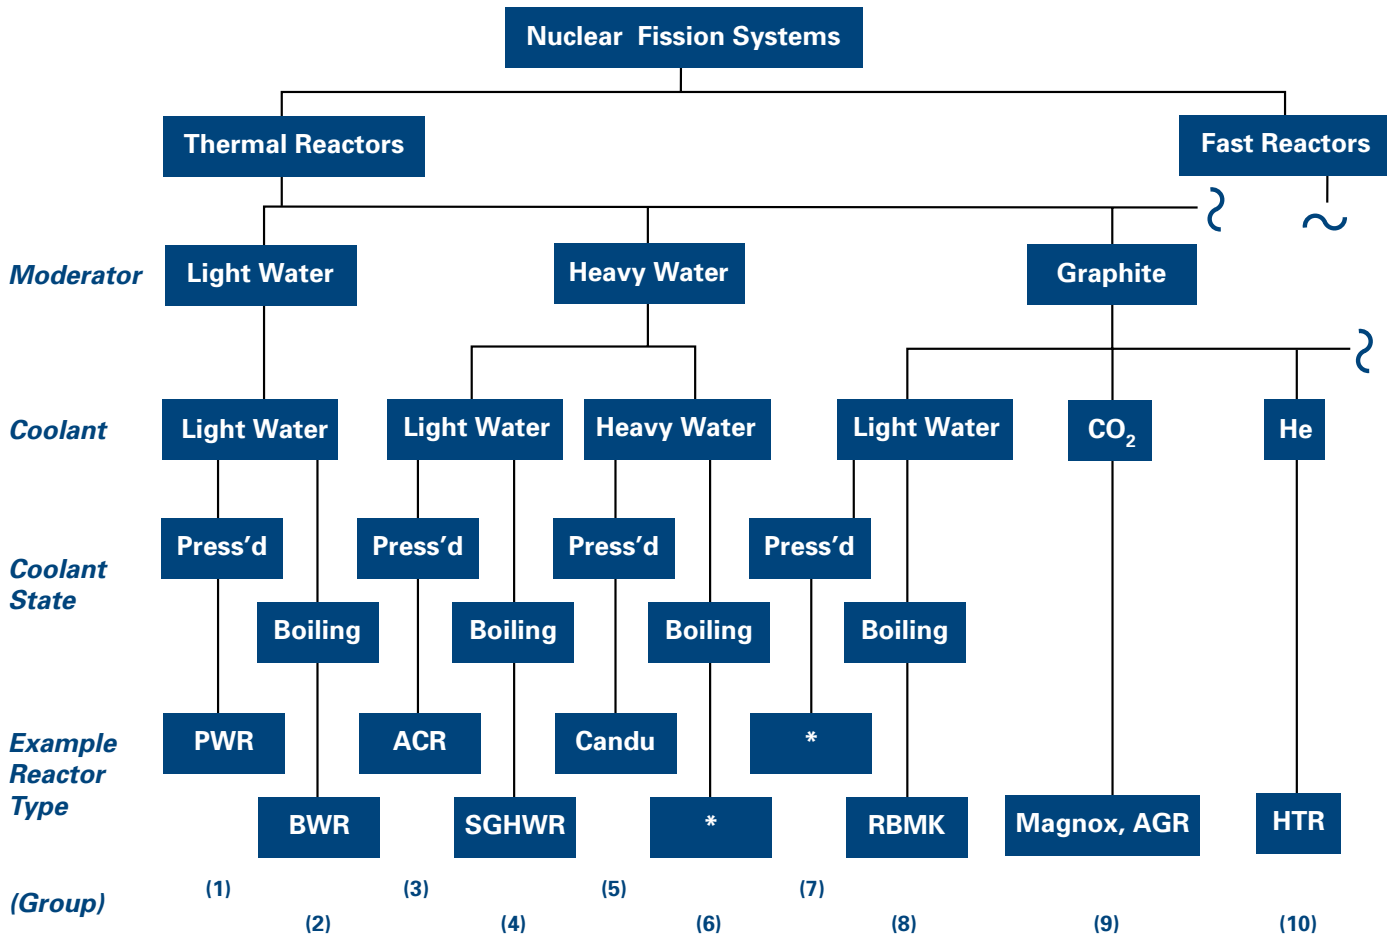 Nuclear Fission Systems
Thermal Reactors
Fast Reactors
Moderator
Light Water
Heavy Water
Graphite
Coolant
Light Water
Light Water
Heavy Water
Light Water
CO₂
He
Coolant
State
Press’d
Press’d
Press’d
Press’d
Boiling
Boiling
Boiling
Boiling
Example
Reactor
Type
PWR
ACR
Candu
*
BWR
SGHWR
*
RBMK
Magnox, AGR
HTR
(Group)
(1)
(3)
(5)
(7)
(2)
(4)
(6)
(8)
(9)
(10)